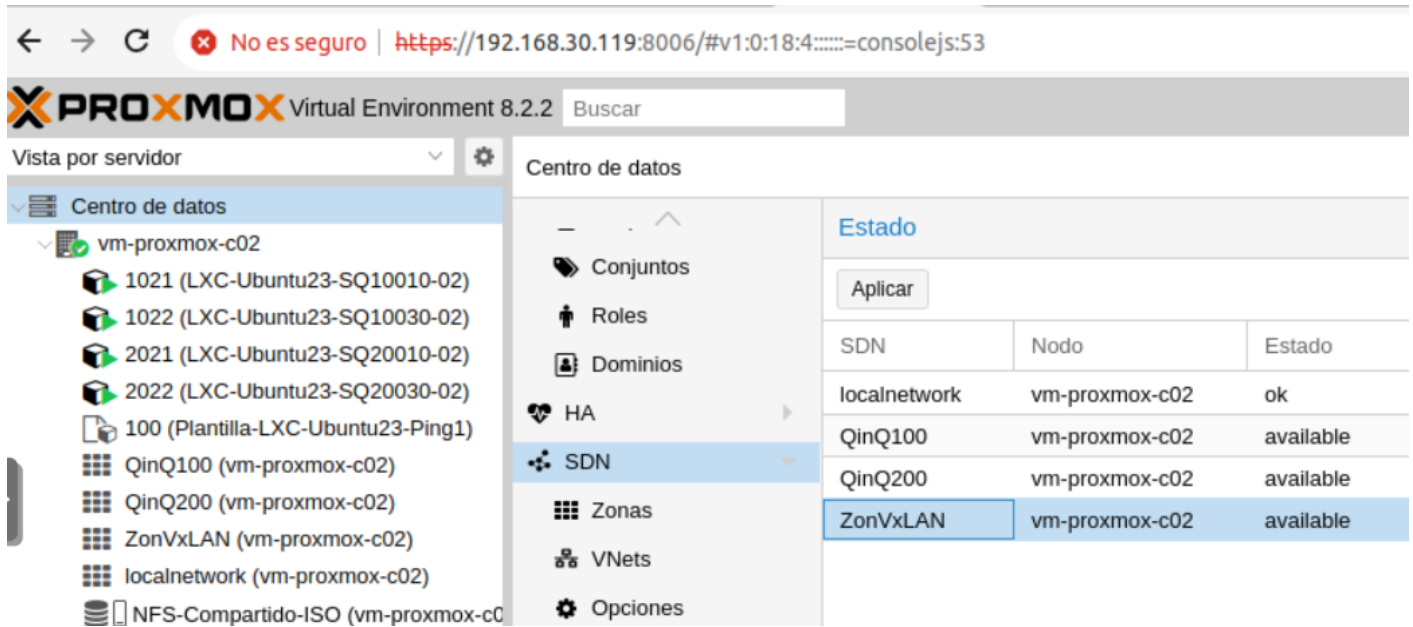 No es seguro https://192.168.30.119:8006/#v1:0:18:4::::::=consolejs:53
PROXMOX Virtual Environment 8.2.2 Buscar
Vista por servidor
Centro de datos
vm-proxmox-c02
1021 (LXC-Ubuntu23-SQ10010-02)
1022 (LXC-Ubuntu23-SQ10030-02)
2021 (LXC-Ubuntu23-SQ20010-02)
2022 (LXC-Ubuntu23-SQ20030-02)
100 (Plantilla-LXC-Ubuntu23-Ping1)
QinQ100 (vm-proxmox-c02)
QinQ200 (vm-proxmox-c02)
ZonVxLAN (vm-proxmox-c02)
localnetwork (vm-proxmox-c02)
NFS-Compartido-ISO (vm-proxmox-c0
Centro de datos
Conjuntos
Roles
Dominios
HA
SDN
Zonas
VNets
Opciones
Estado
Aplicar
SDN Nodo Estado
localnetwork vm-proxmox-c02 ok
QinQ100 vm-proxmox-c02 available
QinQ200 vm-proxmox-c02 available
ZonVxLAN vm-proxmox-c02 available